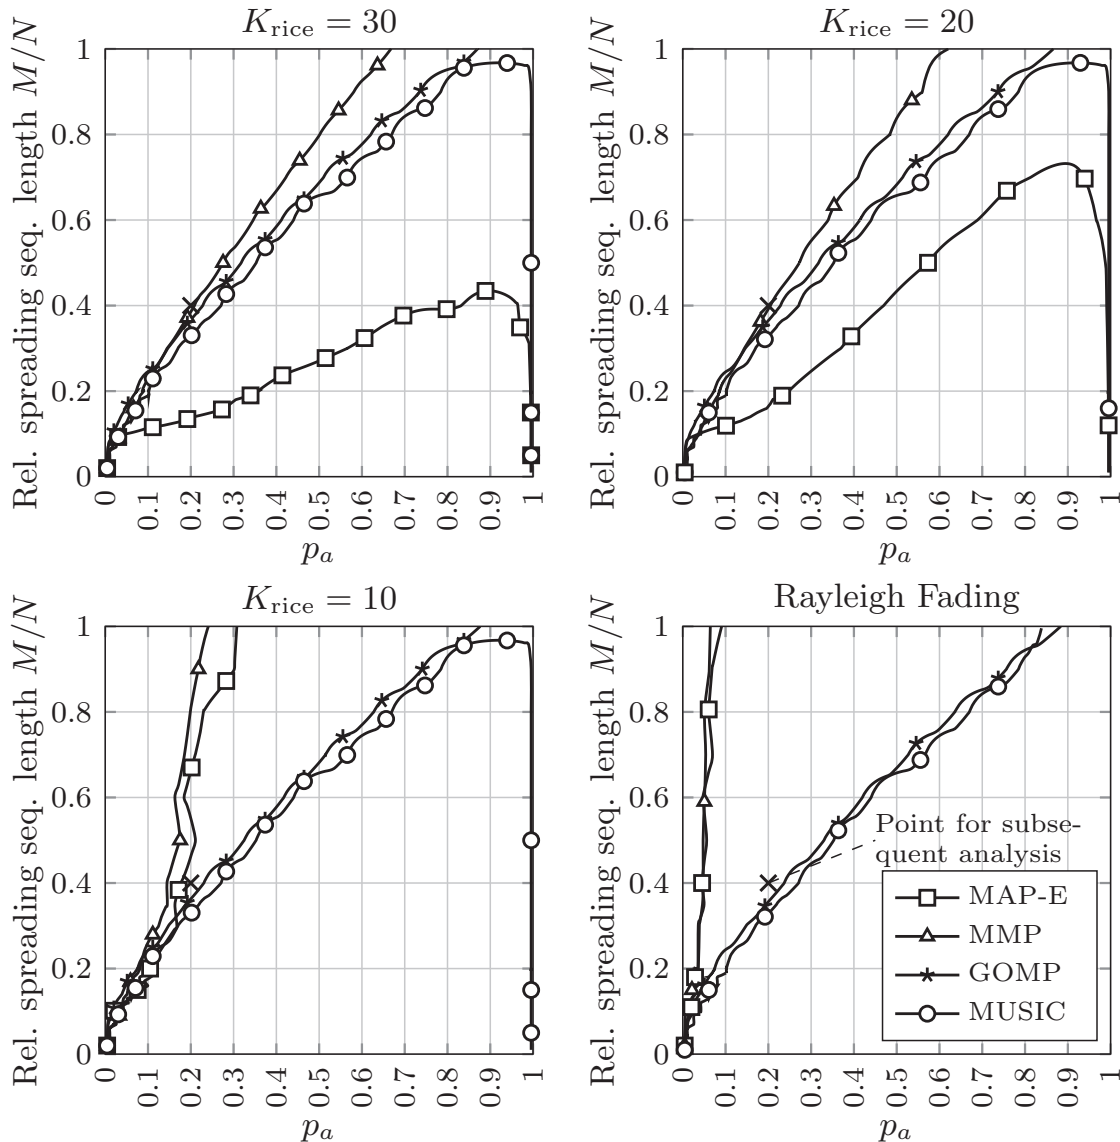 K_rice = 30
Rel. spreading seq. length M/N
1
0.8
0.6
0.4
0.2
0
0 0.1 0.2 0.3 0.4 0.5 0.6 0.7 0.8 0.9 1
p_a
K_rice = 20
Rel. spreading seq. length M/N
1
0.8
0.6
0.4
0.2
0
0 0.1 0.2 0.3 0.4 0.5 0.6 0.7 0.8 0.9 1
p_a
K_rice = 10
Rel. spreading seq. length M/N
1
0.8
0.6
0.4
0.2
0
0 0.1 0.2 0.3 0.4 0.5 0.6 0.7 0.8 0.9 1
p_a
Rayleigh Fading
Rel. spreading seq. length M/N
1
0.8
0.6
0.4
0.2
0
0 0.1 0.2 0.3 0.4 0.5 0.6 0.7 0.8 0.9 1
p_a
Point for subse-
quent analysis
MAP-E
MMP
GOMP
MUSIC